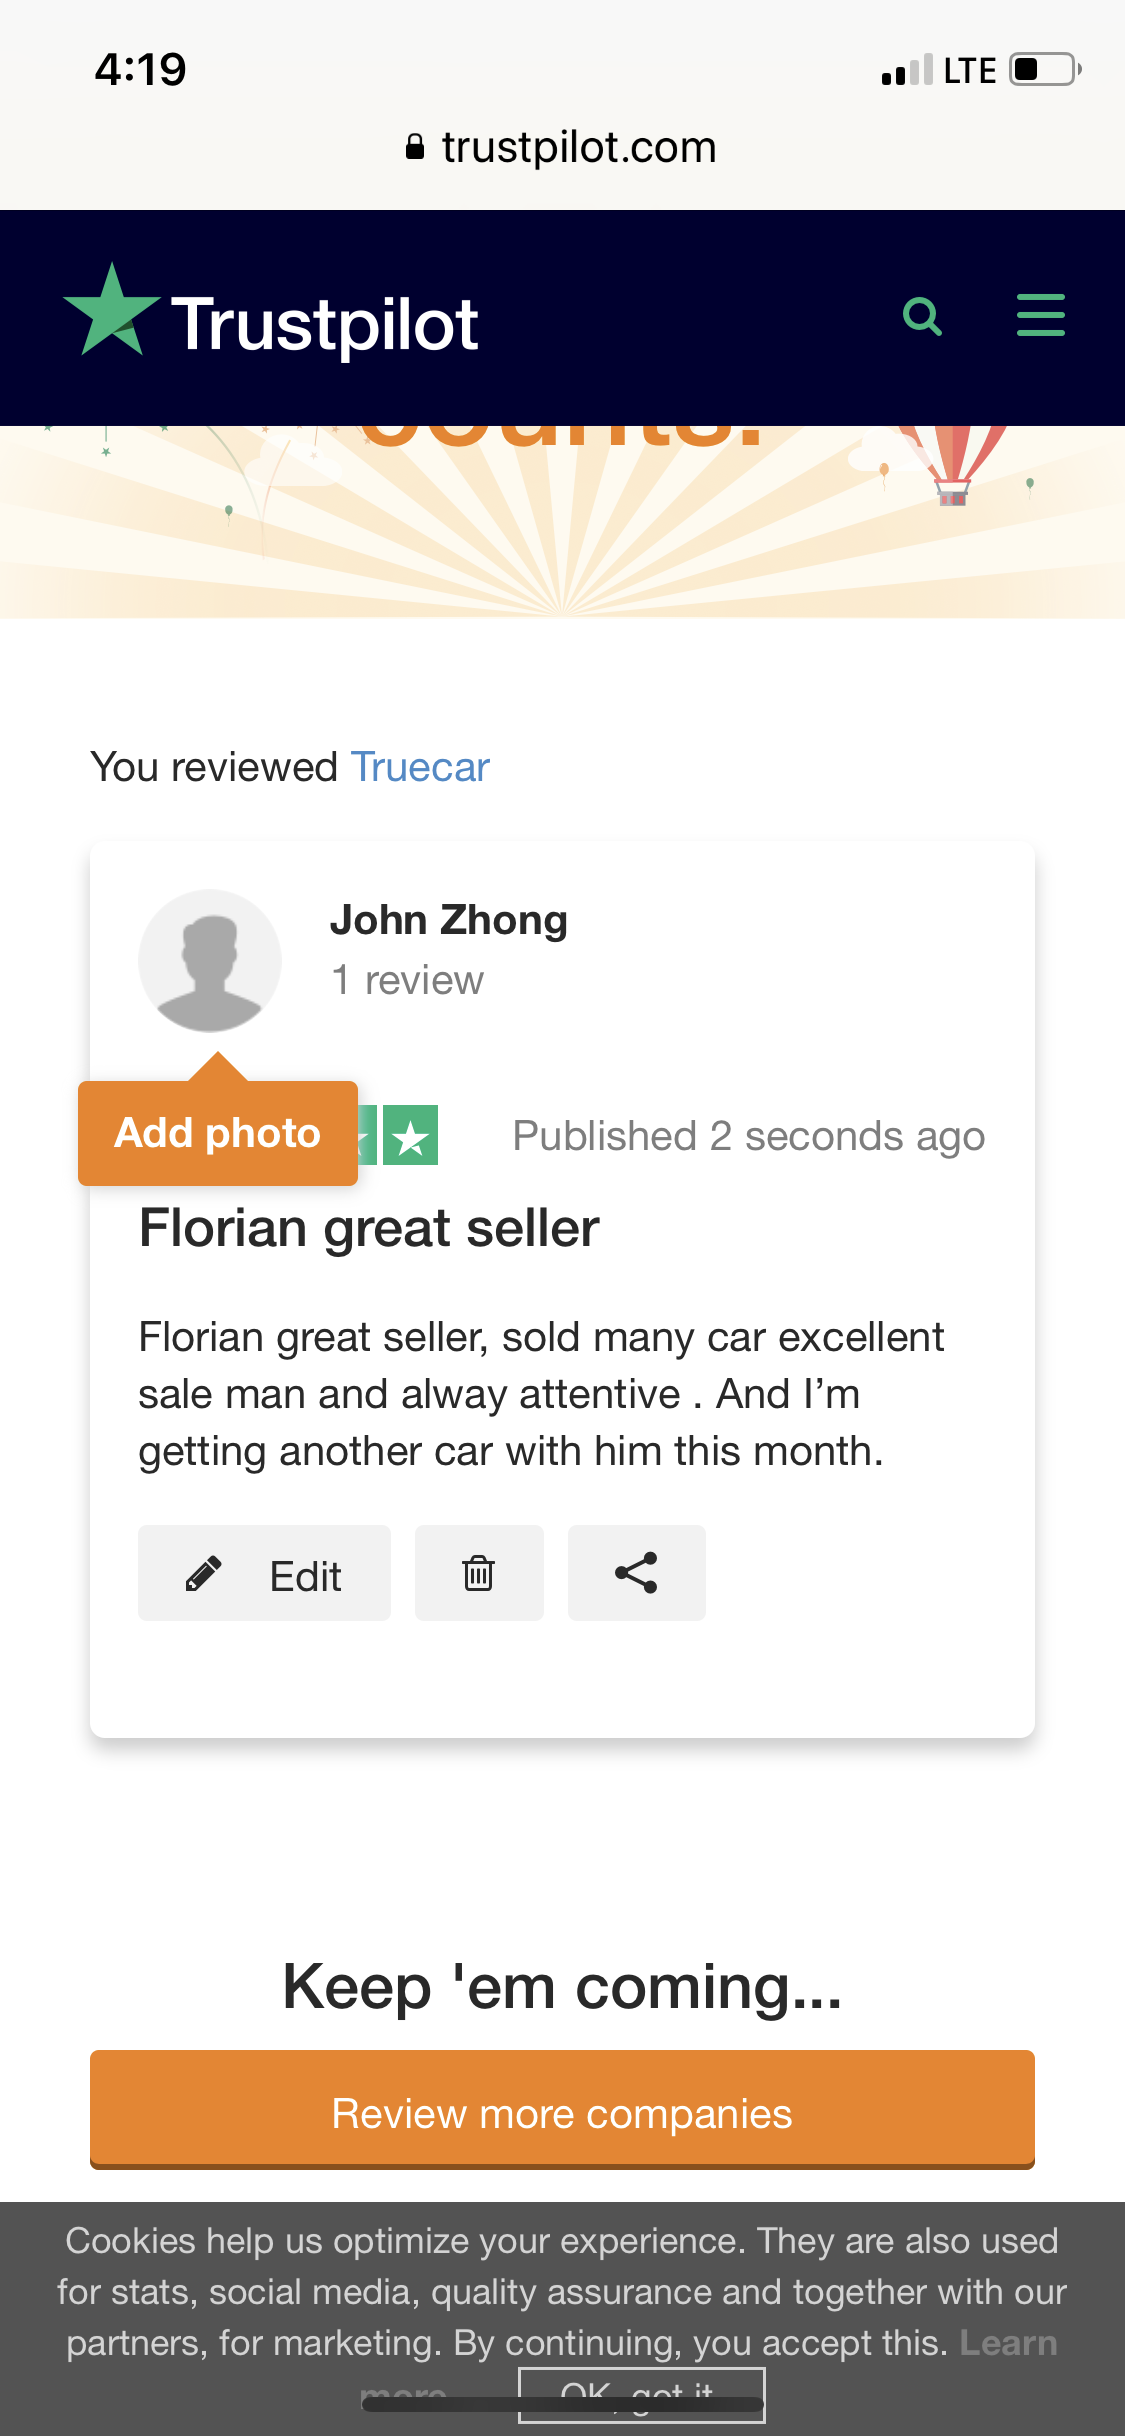 4:19
LTE
trustpilot.com
Trustpilot
counts.
You reviewed Truecar
John Zhong
1 review
Add photo
Published 2 seconds ago
Florian great seller
Florian great seller, sold many car excellent
sale man and alway attentive . And I’m
getting another car with him this month.
Edit
Keep 'em coming...
Review more companies
Cookies help us optimize your experience. They are also used
for stats, social media, quality assurance and together with our
partners, for marketing. By continuing, you accept this. Learn
more
OK, got it